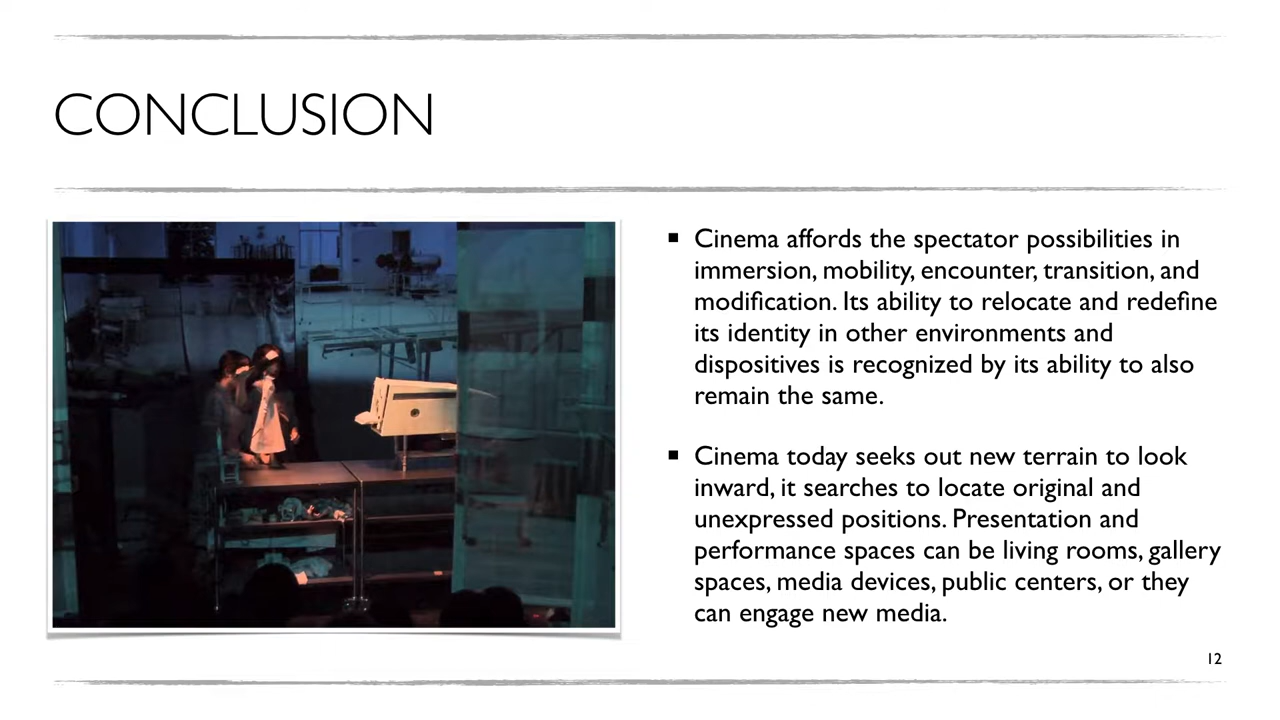 CONCLUSION
▪ Cinema affords the spectator possibilities in
immersion, mobility, encounter, transition, and
modification. Its ability to relocate and redefine
its identity in other environments and
dispositives is recognized by its ability to also
remain the same.
▪ Cinema today seeks out new terrain to look
inward, it searches to locate original and
unexpressed positions. Presentation and
performance spaces can be living rooms, gallery
spaces, media devices, public centers, or they
can engage new media.
12